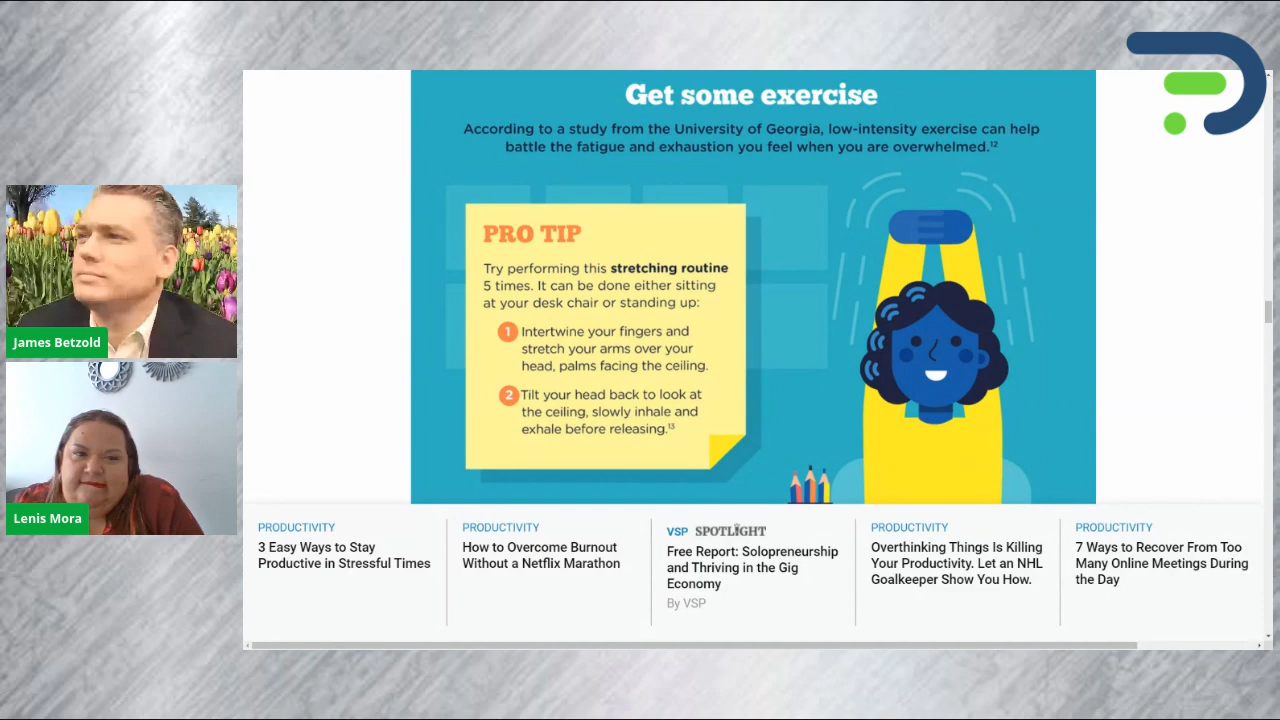 Get some exercise
According to a study from the University of Georgia, low-intensity exercise can help
battle the fatigue and exhaustion you feel when you are overwhelmed.¹²
PRO TIP
Try performing this stretching routine
5 times. It can be done either sitting
at your desk chair or standing up:
1 Intertwine your fingers and
stretch your arms over your
head, palms facing the ceiling.
2 Tilt your head back to look at
the ceiling, slowly inhale and
exhale before releasing.¹³
James Betzold
Lenis Mora
PRODUCTIVITY
3 Easy Ways to Stay
Productive in Stressful Times
PRODUCTIVITY
How to Overcome Burnout
Without a Netflix Marathon
VSP SPOTLIGHT
Free Report: Solopreneurship
and Thriving in the Gig
Economy
By VSP
PRODUCTIVITY
Overthinking Things Is Killing
Your Productivity. Let an NHL
Goalkeeper Show You How.
PRODUCTIVITY
7 Ways to Recover From Too
Many Online Meetings During
the Day